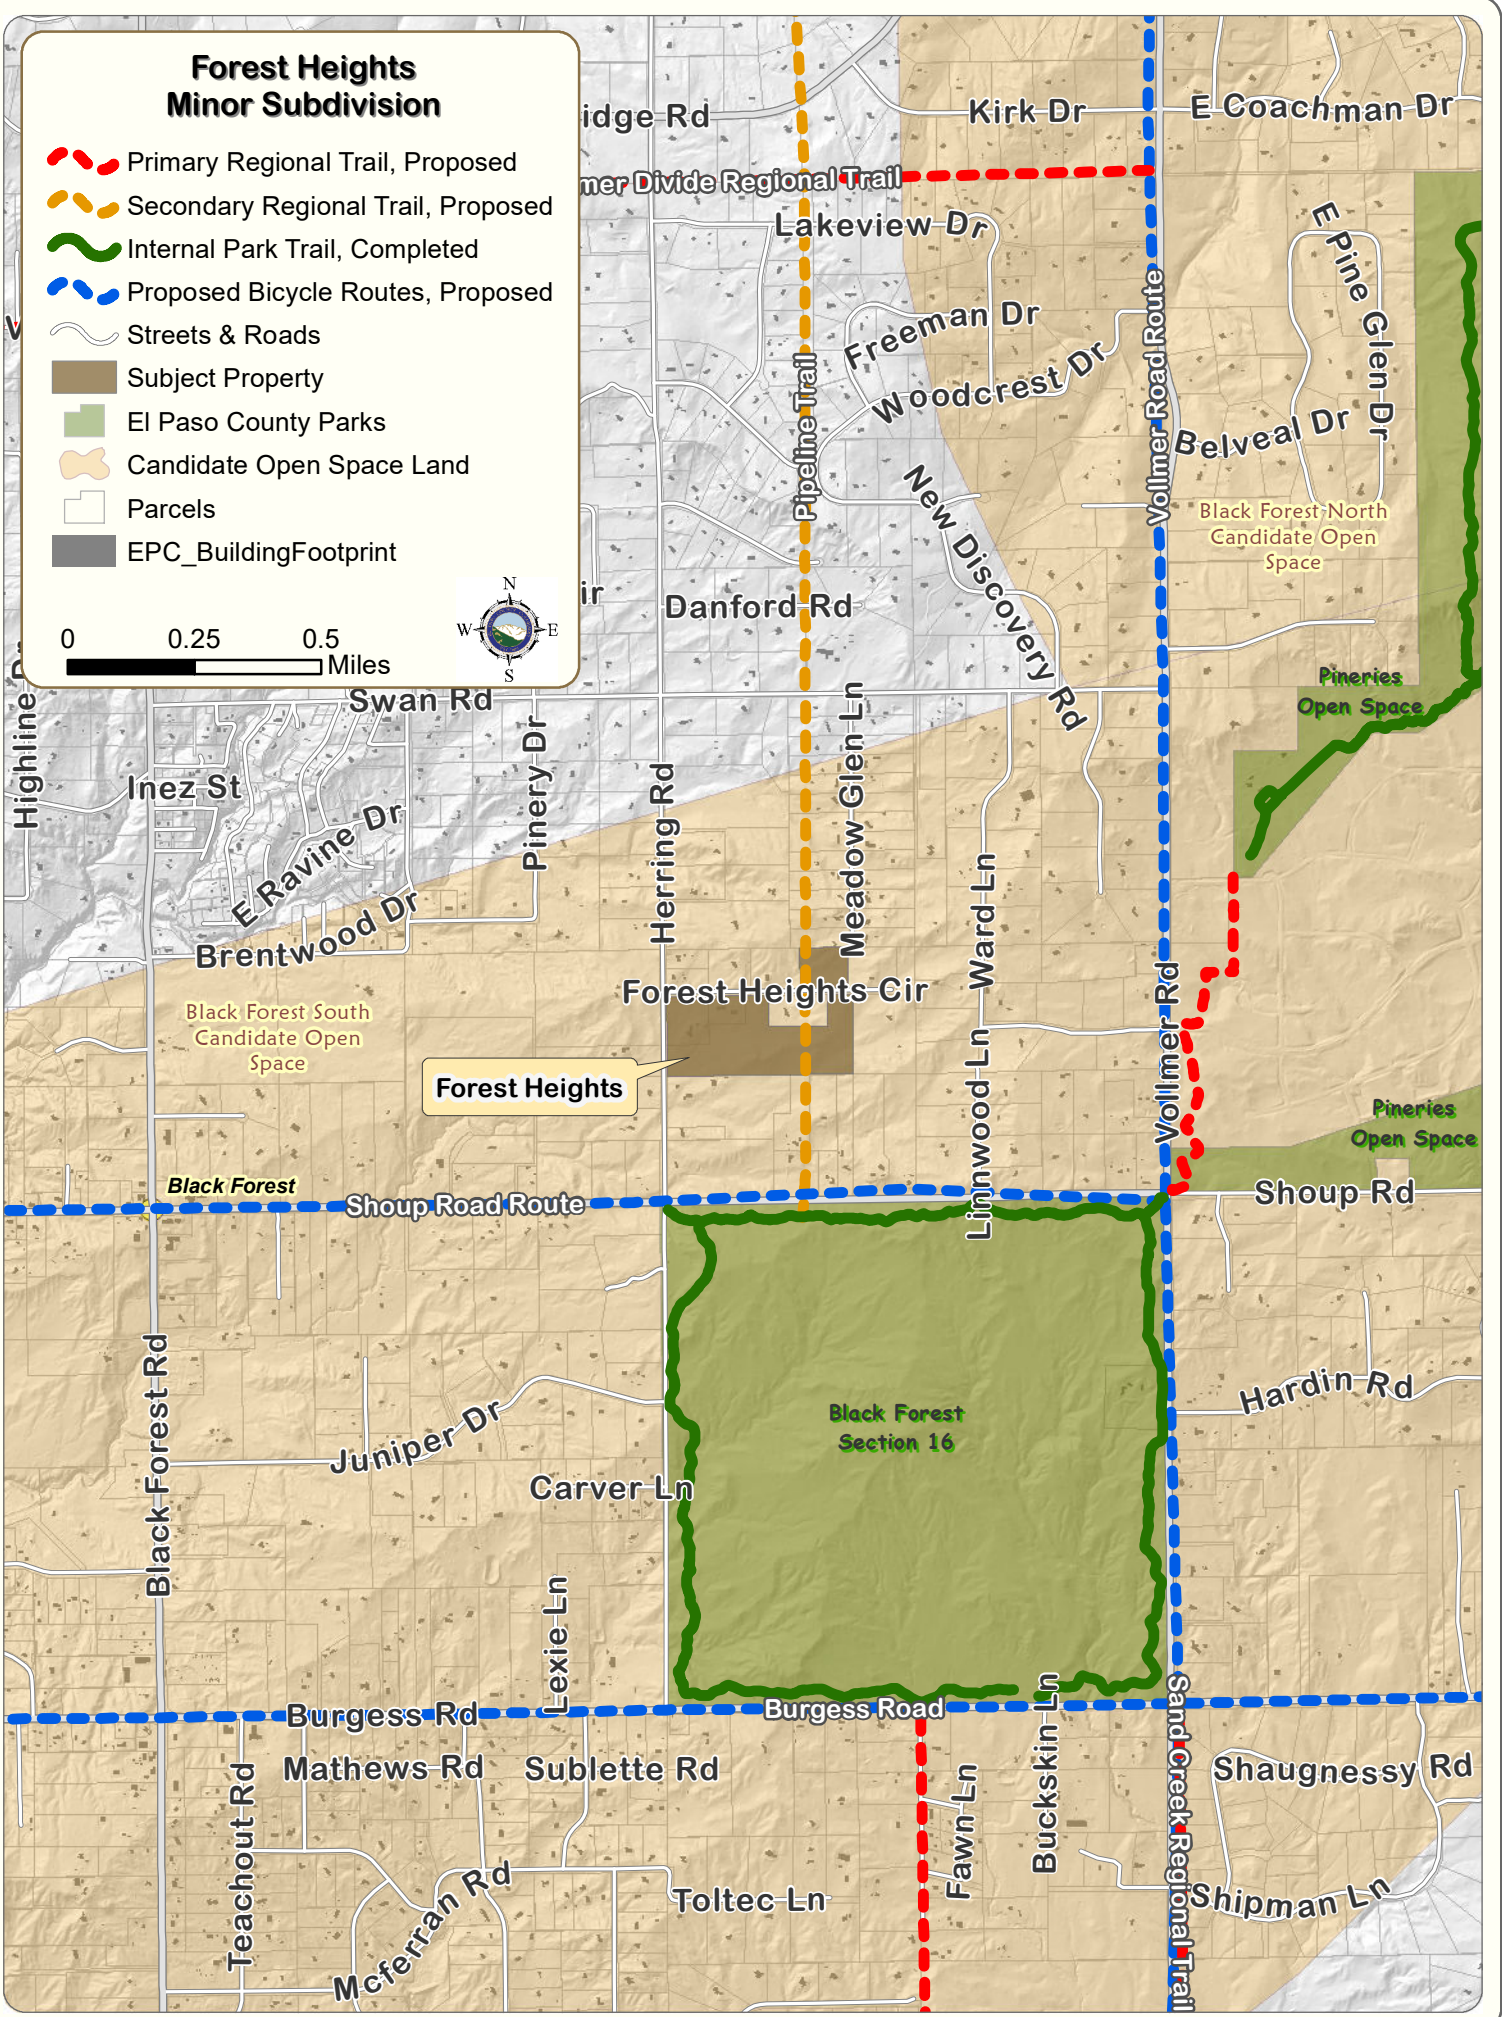 Forest Heights
Minor Subdivision
Primary Regional Trail, Proposed
Secondary Regional Trail, Proposed
Internal Park Trail, Completed
Proposed Bicycle Routes, Proposed
Streets & Roads
Subject Property
El Paso County Parks
Candidate Open Space Land
Parcels
EPC_BuildingFootprint
N
W
E
S
0 0.25 0.5
Miles
idge Rd
Kirk Dr
E Coachman Dr
mer Divide Regional Trail
Lakeview Dr
E Pine Glen Dr
Freeman Dr
Woodcrest Dr
Vollmer Road Route
Pipeline Trail
Belveal Dr
New Discovery Rd
Black Forest North
Candidate Open
Space
ir
Danford Rd
Highline Dr
Swan Rd
Pineries
Open Space
Inez St
Pinery Dr
Herring Rd
Meadow Glen Ln
E Ravine Dr
Brentwood Dr
Ward Ln
Forest Heights Cir
Vollmer Rd
Black Forest South
Candidate Open
Space
Forest Heights
Linnwood Ln
Pineries
Open Space
Black Forest
Shoup Road Route
Shoup Rd
Black Forest Rd
Hardin Rd
Juniper Dr
Black Forest
Section 16
Carver Ln
Lexie Ln
Burgess Rd
Burgess Road
Buckskin Ln
Sand Creek Regional Trail
Mathews Rd
Sublette Rd
Shaugnessy Rd
Teachout Rd
Fawn Ln
Mcferran Rd
Toltec Ln
Shipman Ln